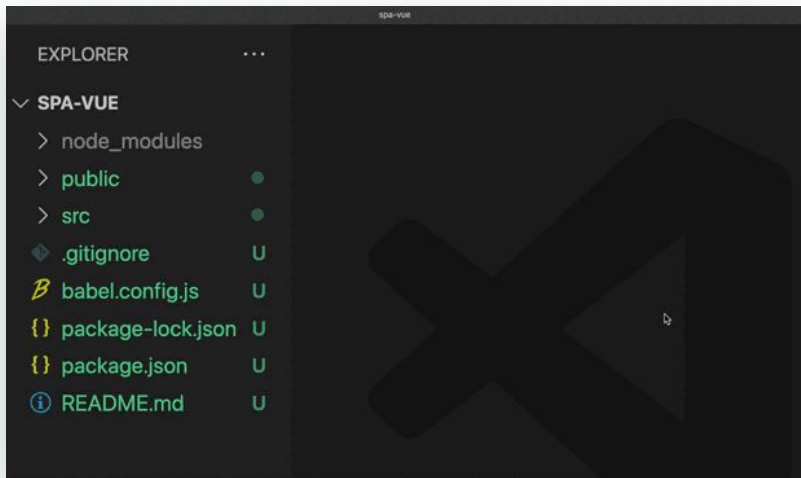 spa-vue
EXPLORER ...
SPA-VUE
node_modules
public
src
.gitignore U
babel.config.js U
package-lock.json U
package.json U
README.md U